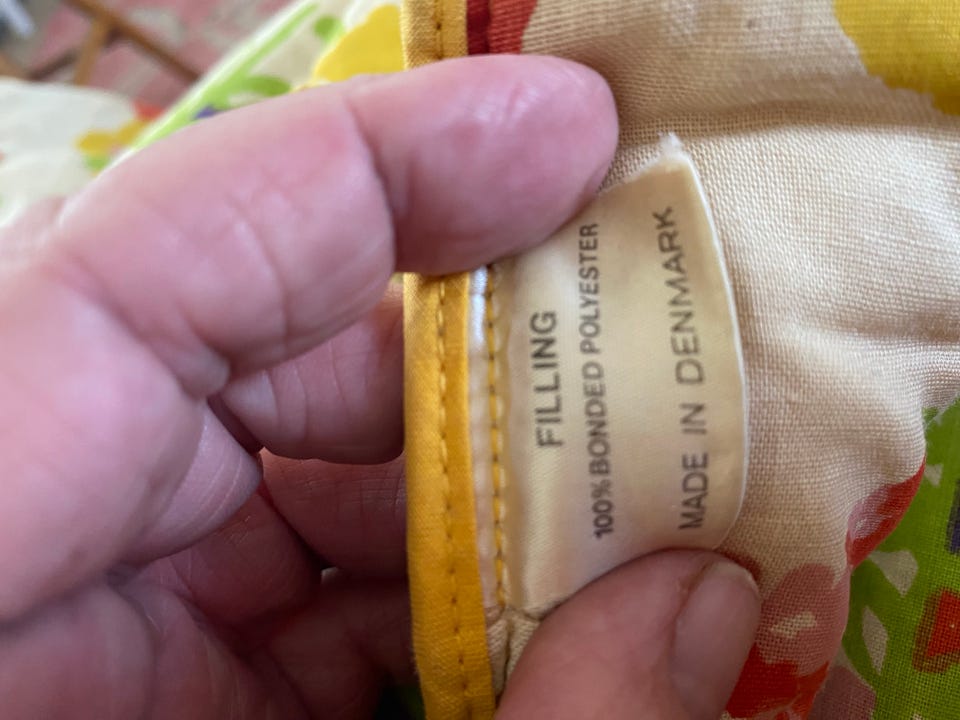 FILLING
100% BONDED POLYESTER
MADE IN DENMARK